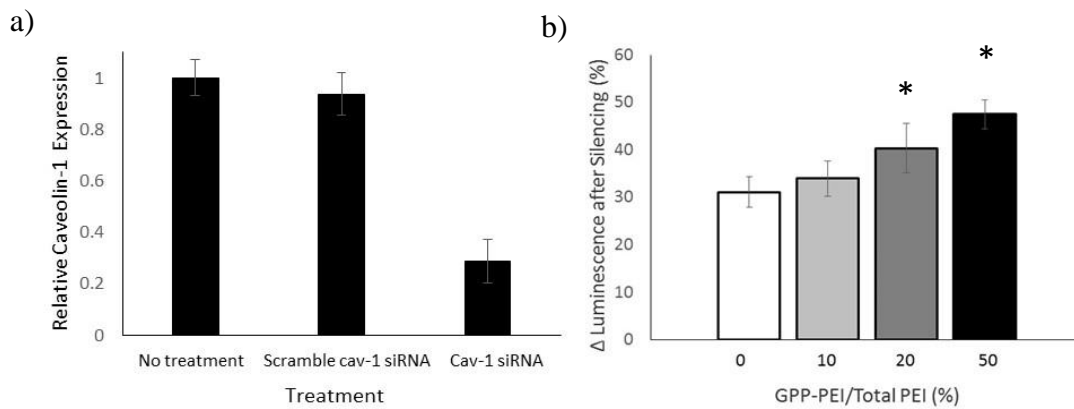 a)
Relative Caveolin-1 Expression
1
0.8
0.6
0.4
0.2
0
No treatment Scramble cav-1 siRNA Cav-1 siRNA
Treatment
b)
Δ Luminescence after Silencing (%)
60
50
40
30
20
10
0
* *
0 10 20 50
GPP-PEI/Total PEI (%)